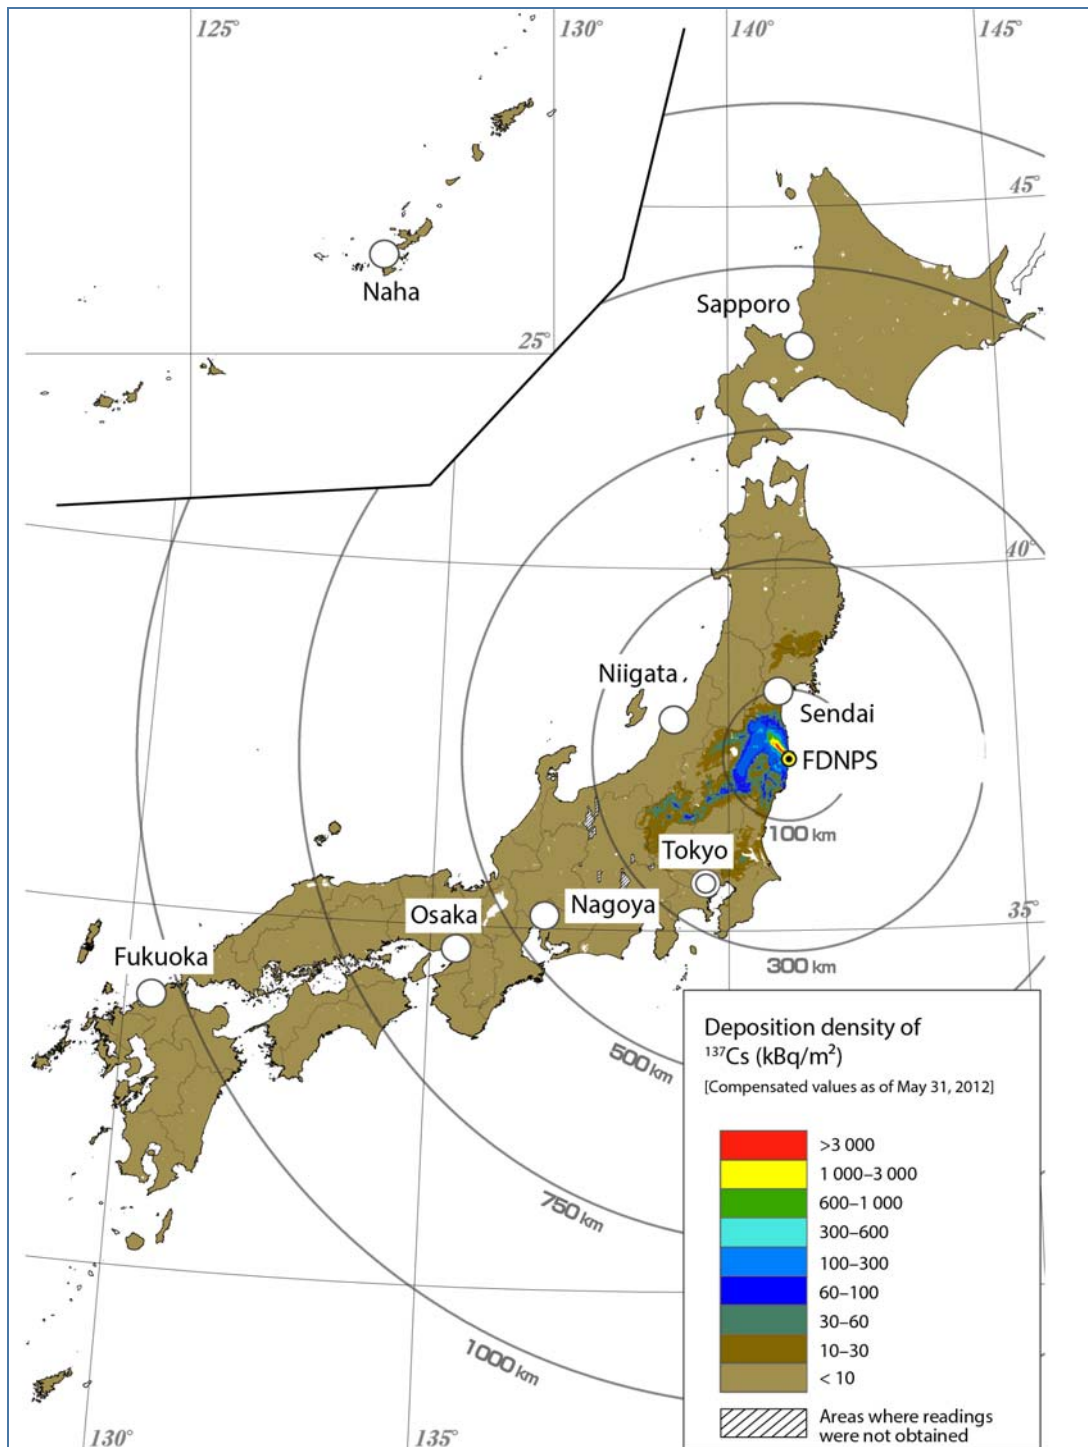 125°
130°
140°
145°
45°
Naha
Sapporo
25°
40°
Niigata
Sendai
FDNPS
100 km
Tokyo
Osaka
Nagoya
35°
Fukuoka
300 km
500 km
750 km
1000 km
130°
135°
Deposition density of
¹³⁷Cs (kBq/m²)
[Compensated values as of May 31, 2012]
>3 000
1 000–3 000
600–1 000
300–600
100–300
60–100
30–60
10–30
< 10
Areas where readings
were not obtained